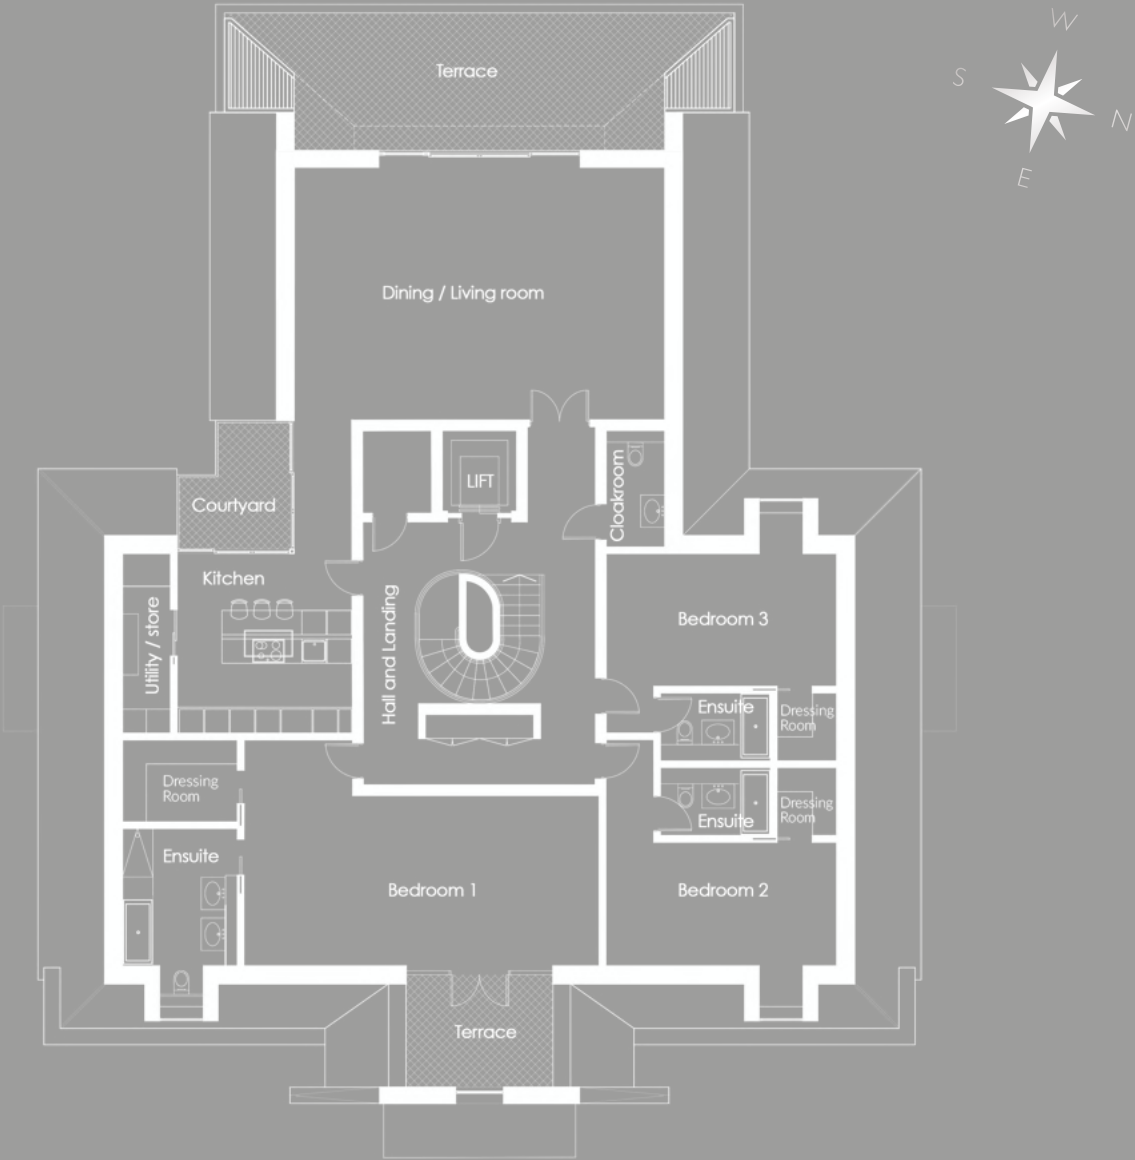 W
S
N
E
Terrace
Dining / Living room
LIFT
Cloakroom
Courtyard
Kitchen
Utility / store
Hall and Landing
Bedroom 3
Ensuite
Dressing
Room
Dressing
Room
Ensuite
Dressing
Room
Ensuite
Bedroom 1
Bedroom 2
Terrace